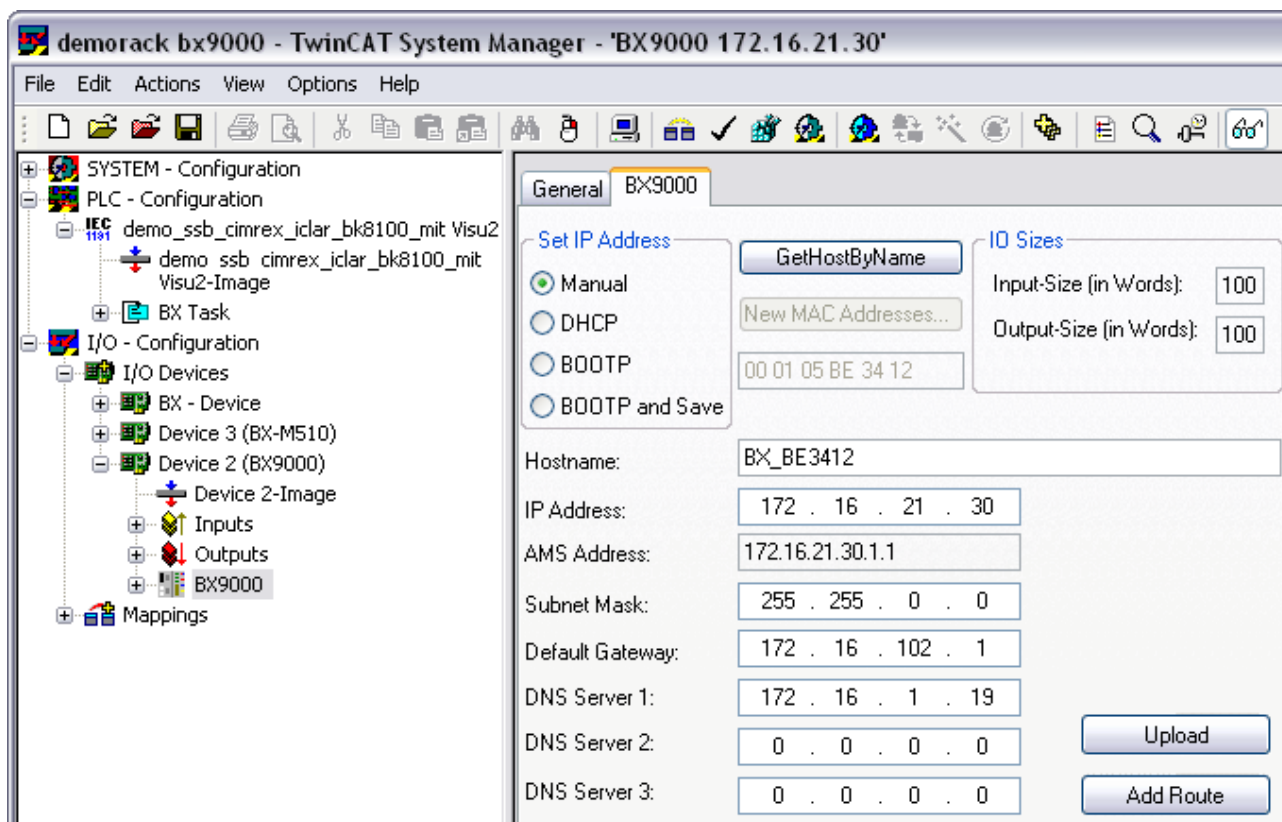 demorack bx9000 - TwinCAT System Manager - 'BX9000 172.16.21.30'
File Edit Actions View Options Help
SYSTEM - Configuration
PLC - Configuration
IEC 1131 demo_ssb_cimrex_iclar_bk8100_mit Visu2
demo_ssb_cimrex_iclar_bk8100_mit
Visu2-Image
BX Task
I/O - Configuration
I/O Devices
BX - Device
Device 3 (BX-M510)
Device 2 (BX9000)
Device 2-Image
Inputs
Outputs
BX9000
Mappings
General BX9000
Set IP Address
Manual
DHCP
BOOTP
BOOTP and Save
GetHostByName
New MAC Addresses...
00 01 05 BE 34 12
IO Sizes
Input-Size (in Words): 100
Output-Size (in Words): 100
Hostname: BX_BE3412
IP Address: 172 . 16 . 21 . 30
AMS Address: 172.16.21.30.1.1
Subnet Mask: 255 . 255 . 0 . 0
Default Gateway: 172 . 16 . 102 . 1
DNS Server 1: 172 . 16 . 1 . 19
DNS Server 2: 0 . 0 . 0 . 0
DNS Server 3: 0 . 0 . 0 . 0
Upload
Add Route